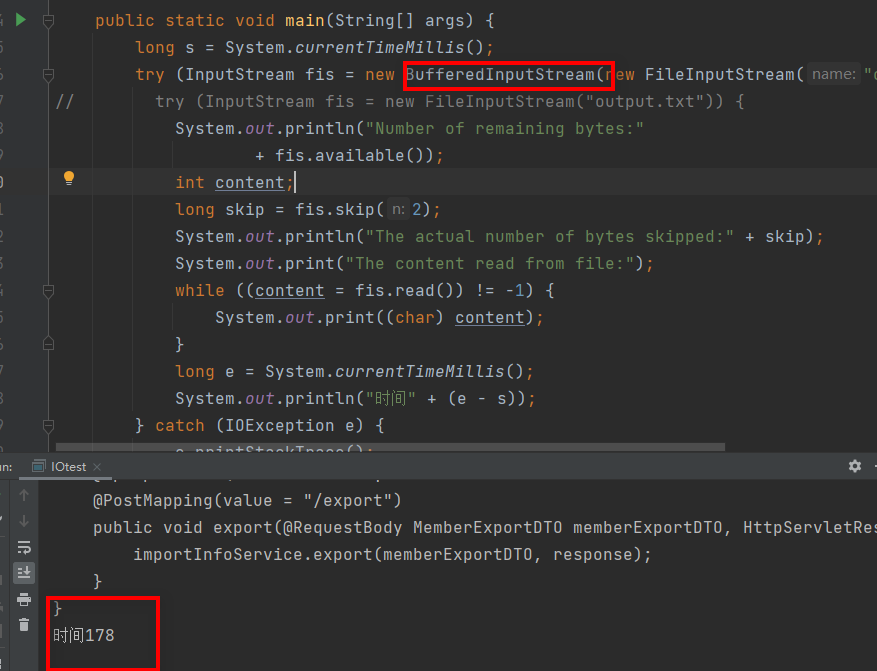 public static void main(String[] args) {
long s = System.currentTimeMillis();
try (InputStream fis = new BufferedInputStream(new FileInputStream( name: "
// try (InputStream fis = new FileInputStream("output.txt")) {
System.out.println("Number of remaining bytes:"
+ fis.available());
int content;
long skip = fis.skip( n: 2);
System.out.println("The actual number of bytes skipped:" + skip);
System.out.print("The content read from file:");
while ((content = fis.read()) != -1) {
System.out.print((char) content);
}
long e = System.currentTimeMillis();
System.out.println("时间" + (e - s));
} catch (IOException e) {
e.printStackTrace();
IOtest
@PostMapping(value = "/export")
public void export(@RequestBody MemberExportDTO memberExportDTO, HttpServletRes
importInfoService.export(memberExportDTO, response);
}
}
时间178